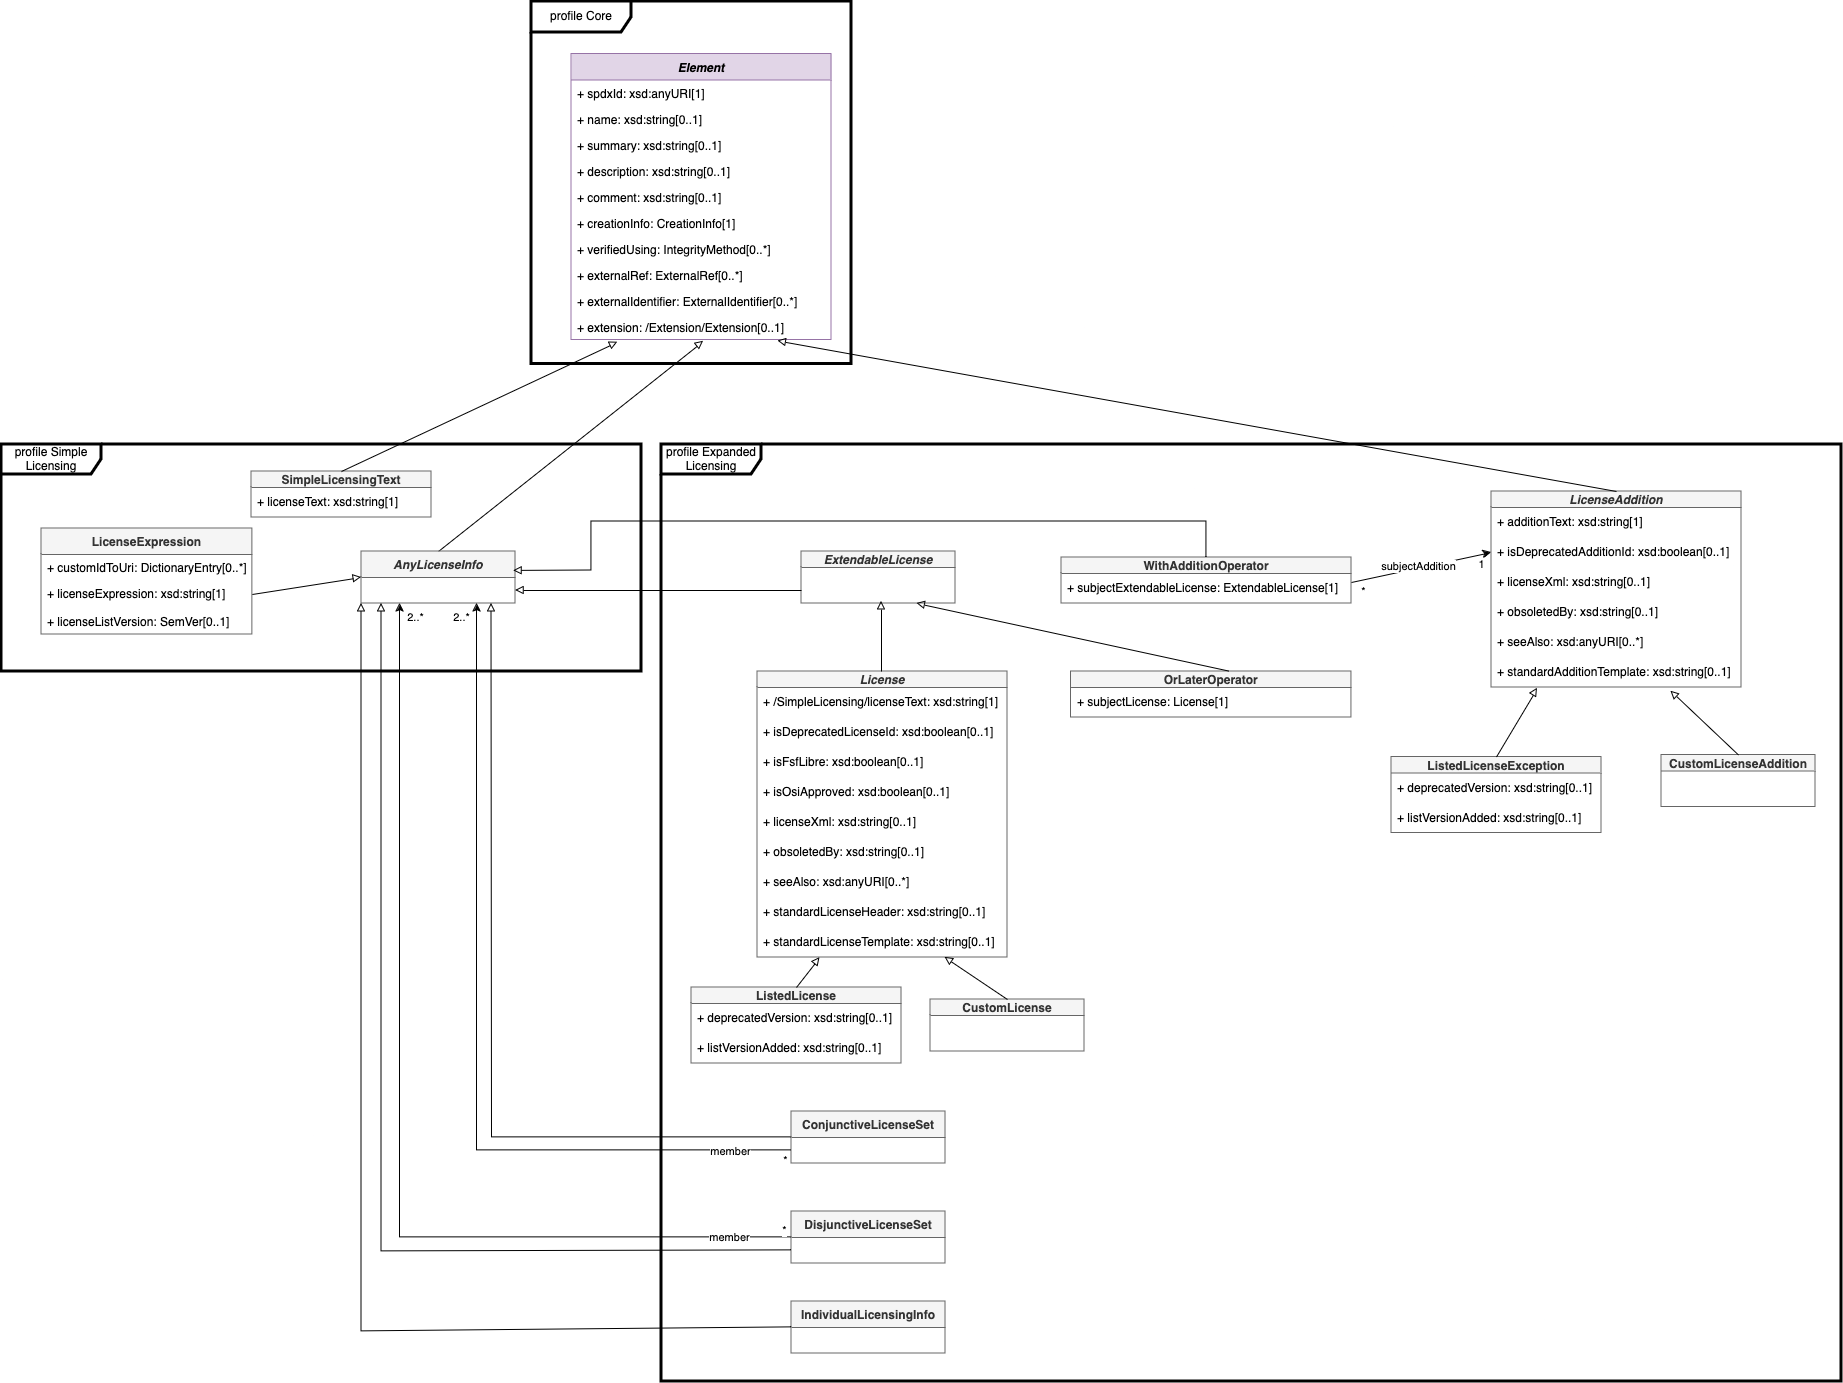 profile Core
Element
+ spdxId: xsd:anyURI[1]
+ name: xsd:string[0..1]
+ summary: xsd:string[0..1]
+ description: xsd:string[0..1]
+ comment: xsd:string[0..1]
+ creationInfo: CreationInfo[1]
+ verifiedUsing: IntegrityMethod[0..*]
+ externalRef: ExternalRef[0..*]
+ externalIdentifier: ExternalIdentifier[0..*]
+ extension: /Extension/Extension[0..1]
profile Simple
Licensing
SimpleLicensingText
+ licenseText: xsd:string[1]
LicenseExpression
+ customIdToUri: DictionaryEntry[0..*]
+ licenseExpression: xsd:string[1]
+ licenseListVersion: SemVer[0..1]
AnyLicenseInfo
2..*
2..*
profile Expanded
Licensing
ExtendableLicense
WithAdditionOperator
+ subjectExtendableLicense: ExtendableLicense[1]
subjectAddition
1
*
LicenseAddition
+ additionText: xsd:string[1]
+ isDeprecatedAdditionId: xsd:boolean[0..1]
+ licenseXml: xsd:string[0..1]
+ obsoletedBy: xsd:string[0..1]
+ seeAlso: xsd:anyURI[0..*]
+ standardAdditionTemplate: xsd:string[0..1]
License
+ /SimpleLicensing/licenseText: xsd:string[1]
+ isDeprecatedLicenseId: xsd:boolean[0..1]
+ isFsfLibre: xsd:boolean[0..1]
+ isOsiApproved: xsd:boolean[0..1]
+ licenseXml: xsd:string[0..1]
+ obsoletedBy: xsd:string[0..1]
+ seeAlso: xsd:anyURI[0..*]
+ standardLicenseHeader: xsd:string[0..1]
+ standardLicenseTemplate: xsd:string[0..1]
OrLaterOperator
+ subjectLicense: License[1]
ListedLicenseException
+ deprecatedVersion: xsd:string[0..1]
+ listVersionAdded: xsd:string[0..1]
CustomLicenseAddition
ListedLicense
+ deprecatedVersion: xsd:string[0..1]
+ listVersionAdded: xsd:string[0..1]
CustomLicense
ConjunctiveLicenseSet
member
*
DisjunctiveLicenseSet
*
member
IndividualLicensingInfo